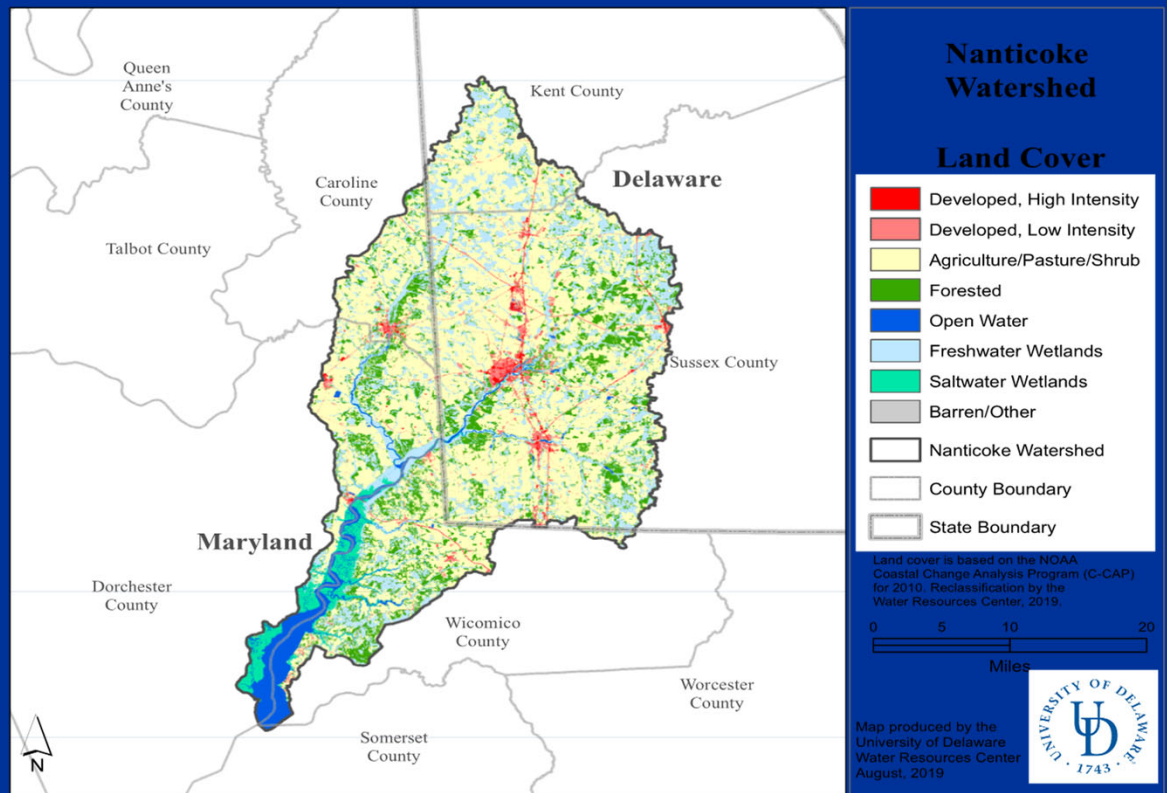 Queen
Anne's
County
Kent County
Caroline
County
Delaware
Talbot County
Sussex County
Maryland
Dorchester
County
Wicomico
County
Worcester
County
Somerset
County
N
Nanticoke
Watershed
Land Cover
Developed, High Intensity
Developed, Low Intensity
Agriculture/Pasture/Shrub
Forested
Open Water
Freshwater Wetlands
Saltwater Wetlands
Barren/Other
Nanticoke Watershed
County Boundary
State Boundary
Land cover is based on the NOAA
Coastal Change Analysis Program (C-CAP)
for 2010. Reclassification by the
Water Resources Center, 2019.
0 5 10 20
Miles
Map produced by the
University of Delaware
Water Resources Center
August, 2019
UNIVERSITY OF DELAWARE
UD
· 1743 ·